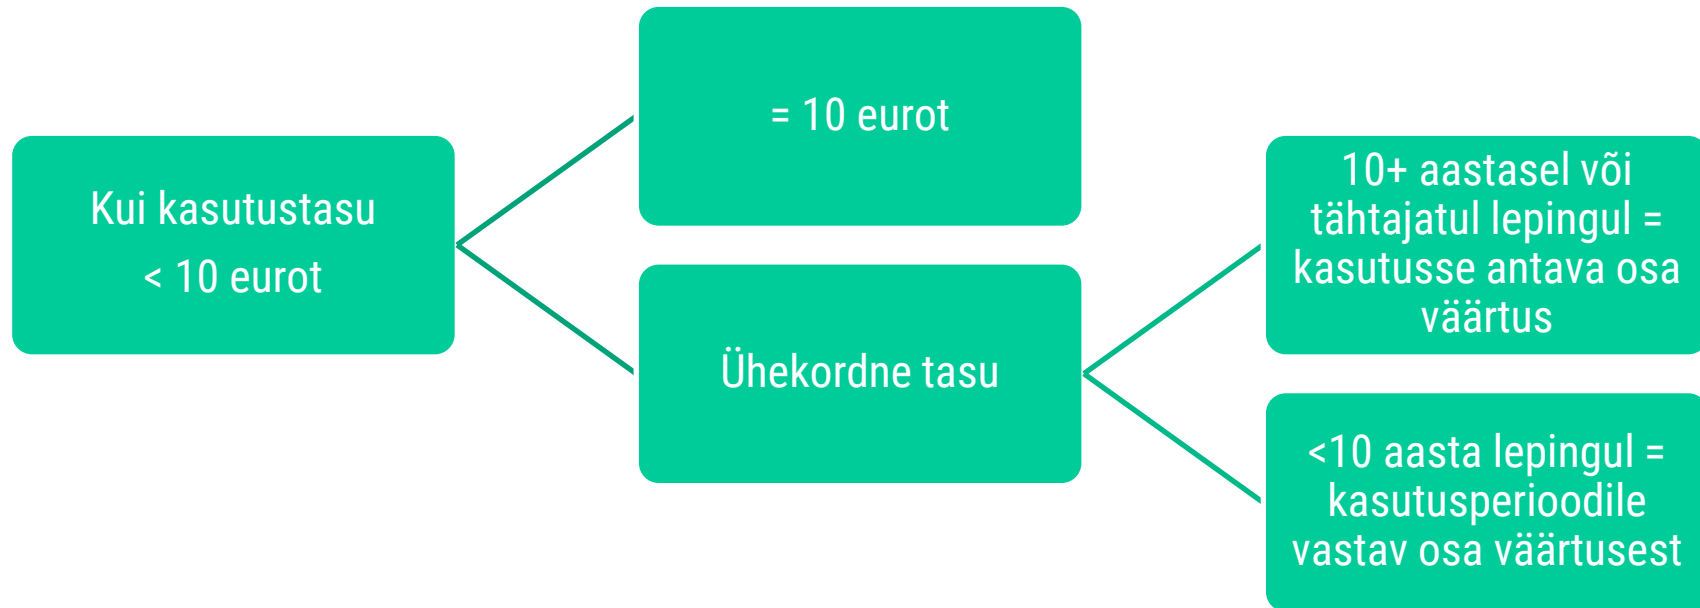 Kui kasutustasu
< 10 eurot
= 10 eurot
Ühekordne tasu
10+ aastasel või
tähtajatul lepingul =
kasutusse antava osa
väärtus
<10 aasta lepingul =
kasutusperioodile
vastav osa väärtusest